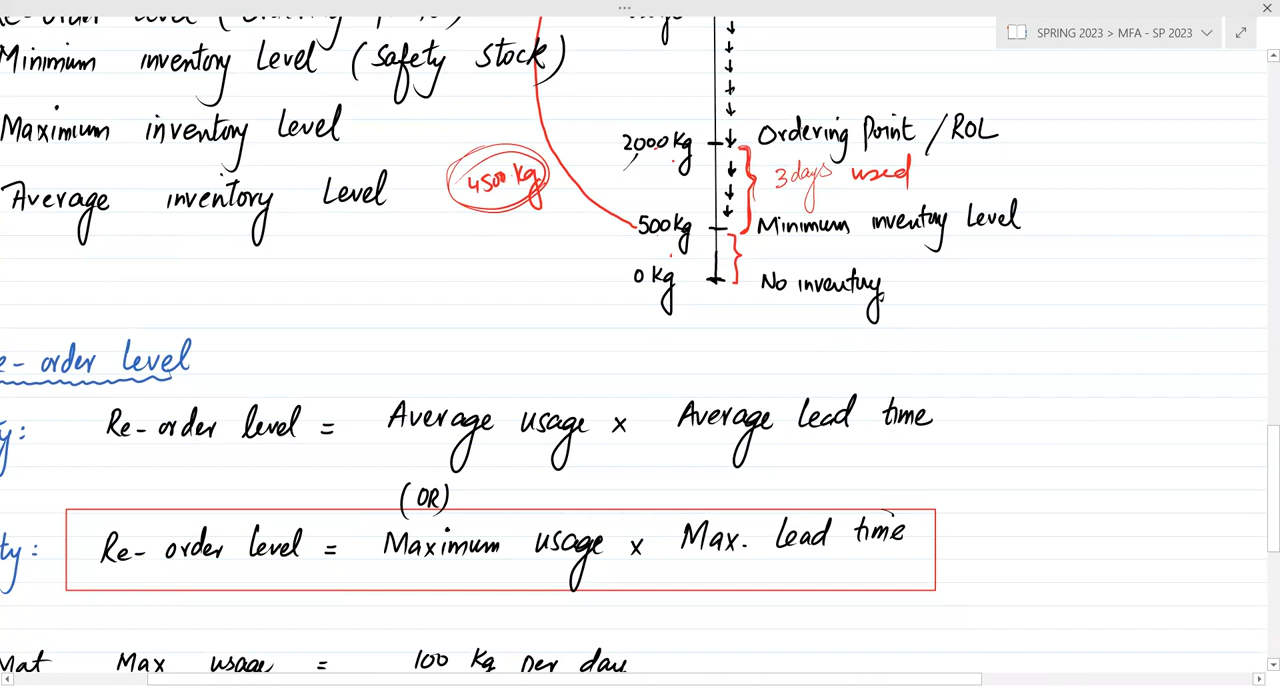 SPRING 2023 > MFA - SP 2023
Minimum inventory Level (Safety stock)
Maximum inventory Level
Average inventory Level
4500 kg
2000 kg Ordering Point / ROL
3 days used
500 kg Minimum inventory Level
0 kg No inventory
e-order level
ty: Re-order level = Average usage x Average lead time
(OR)
ty: Re-order level = Maximum usage x Max. lead time
Mat Max usage = 100 kg per day